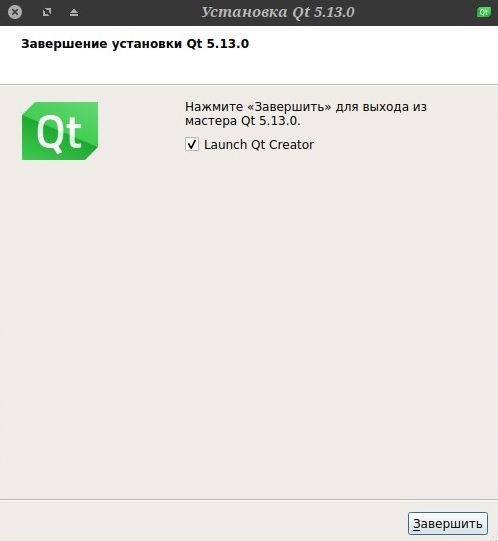 Установка Qt 5.13.0
Qt
Завершение установки Qt 5.13.0
Qt
Нажмите «Завершить» для выхода из
мастера Qt 5.13.0.
Launch Qt Creator
Завершить